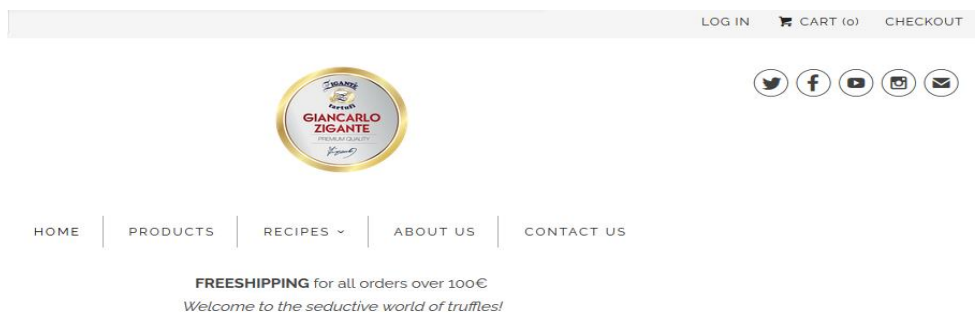 LOG IN CART (0) CHECKOUT
ZIGANTE
tartufi
GIANCARLO
ZIGANTE
PREMIUM QUALITY
HOME PRODUCTS RECIPES ABOUT US CONTACT US
FREESHIPPING for all orders over 100€
Welcome to the seductive world of truffles!